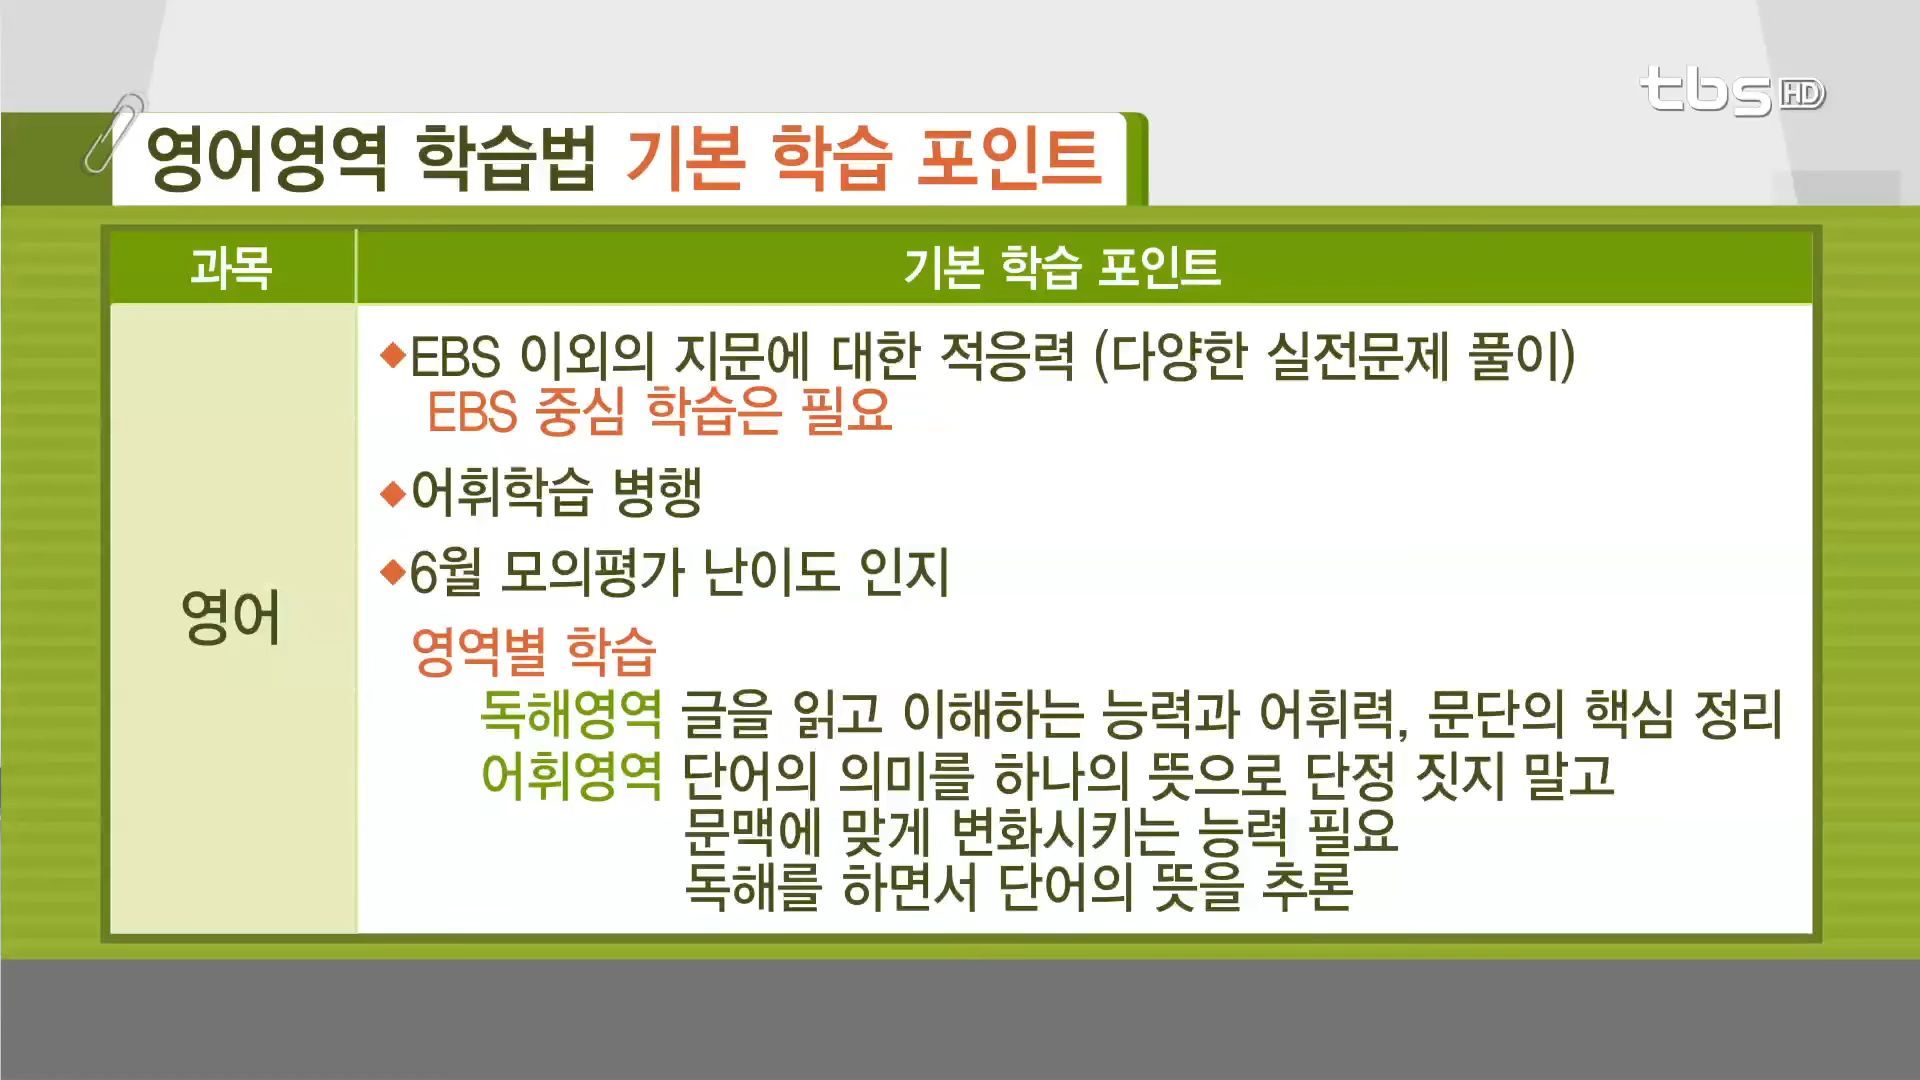 tbs HD
영어영역 학습법 기본 학습 포인트
과목
기본 학습 포인트
영어
◆EBS 이외의 지문에 대한 적응력 (다양한 실전문제 풀이)
EBS 중심 학습은 필요
◆어휘학습 병행
◆6월 모의평가 난이도 인지
영역별 학습
독해영역 글을 읽고 이해하는 능력과 어휘력, 문단의 핵심 정리
어휘영역 단어의 의미를 하나의 뜻으로 단정 짓지 말고
문맥에 맞게 변화시키는 능력 필요
독해를 하면서 단어의 뜻을 추론